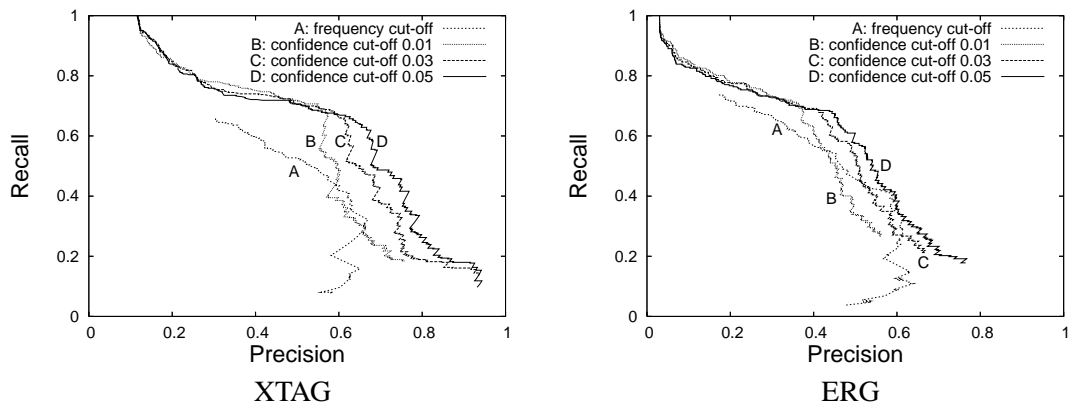 A: frequency cut-off
B: confidence cut-off 0.01
C: confidence cut-off 0.03
D: confidence cut-off 0.05
1
0.8
0.6
0.4
0.2
0
Recall
A
B
C
D
0
0.2
0.4
0.6
0.8
1
Precision
XTAG
A: frequency cut-off
B: confidence cut-off 0.01
C: confidence cut-off 0.03
D: confidence cut-off 0.05
1
0.8
0.6
0.4
0.2
0
Recall
A
D
B
C
0
0.2
0.4
0.6
0.8
1
Precision
ERG